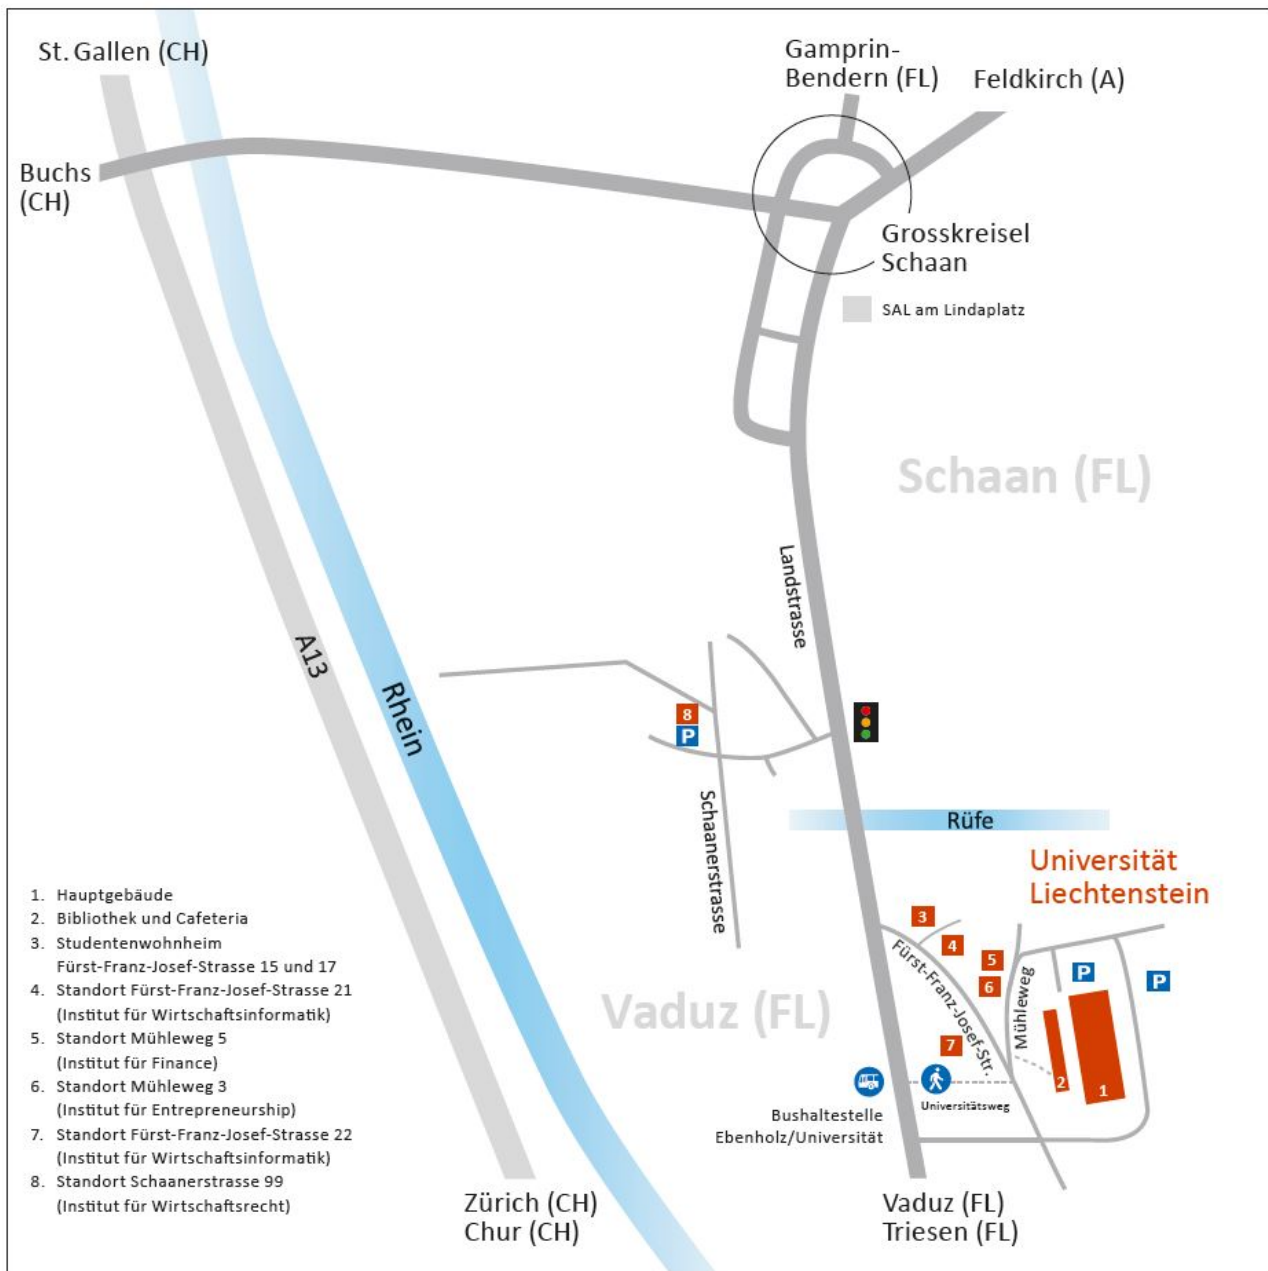 St. Gallen (CH)
Gamprin-
Bendern (FL)
Feldkirch (A)
Buchs
(CH)
Grosskreisel
Schaan
SAL am Lindaplatz
Schaan (FL)
Landstrasse
A13
Rhein
8
P
Schaanerstrasse
Rüfe
Universität
Liechtenstein
1. Hauptgebäude
2. Bibliothek und Cafeteria
3. Studentenwohnheim
Fürst-Franz-Josef-Strasse 15 und 17
4. Standort Fürst-Franz-Josef-Strasse 21
(Institut für Wirtschaftsinformatik)
5. Standort Mühleweg 5
(Institut für Finance)
6. Standort Mühleweg 3
(Institut für Entrepreneurship)
7. Standort Fürst-Franz-Josef-Strasse 22
(Institut für Wirtschaftsinformatik)
8. Standort Schaanerstrasse 99
(Institut für Wirtschaftsrecht)
3
4
5
6
Fürst-Franz-Josef-Str.
Mühleweg
P
P
Vaduz (FL)
7
2
1
Universitätsweg
Bushaltestelle
Ebenholz/Universität
Zürich (CH)
Chur (CH)
Vaduz (FL)
Triesen (FL)